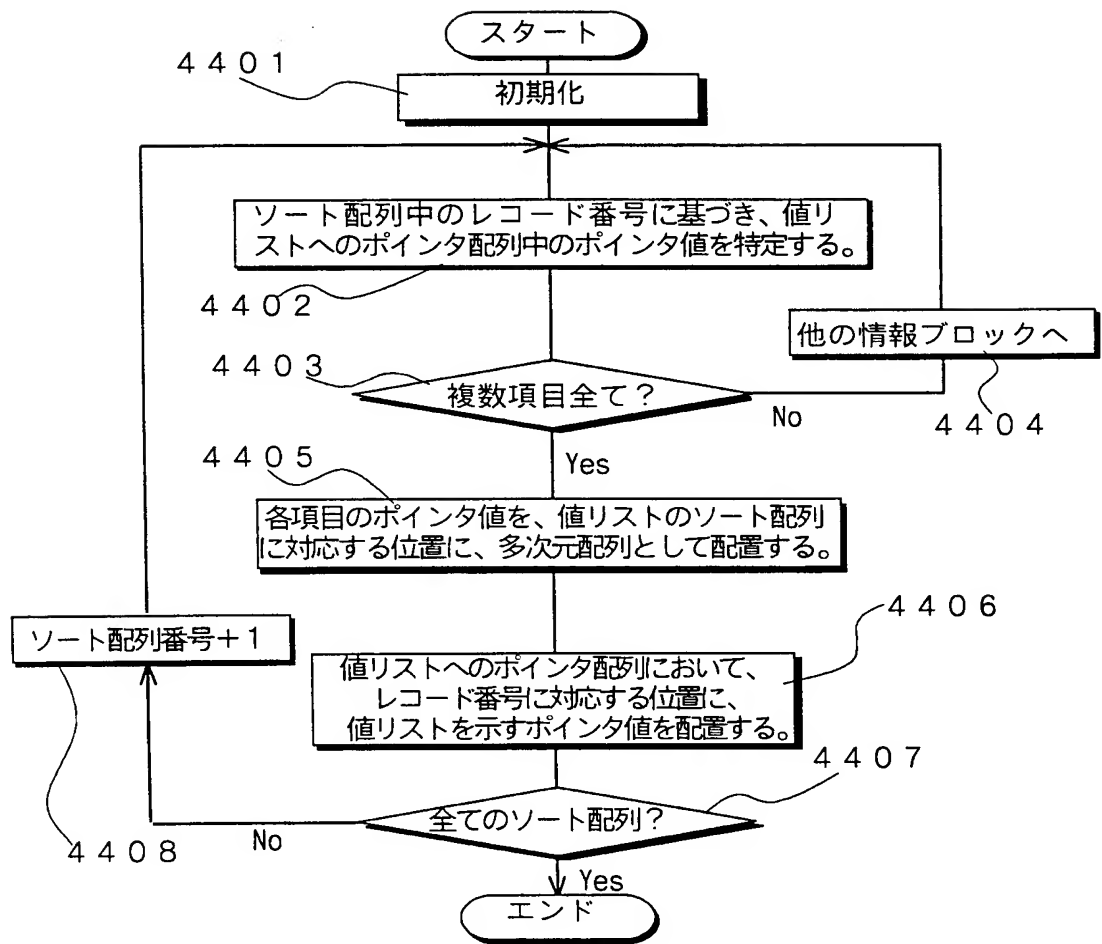 スタート
4401
初期化
ソート配列中のレコード番号に基づき、値リ
ストへのポインタ配列中のポインタ値を特定する。
4402
他の情報ブロックへ
4403
複数項目全て？
No
4404
4405
Yes
各項目のポインタ値を、値リストのソート配列
に対応する位置に、多次元配列として配置する。
4406
ソート配列番号＋1
値リストへのポインタ配列において、
レコード番号に対応する位置に、
値リストを示すポインタ値を配置する。
4407
全てのソート配列？
No
4408
Yes
エンド